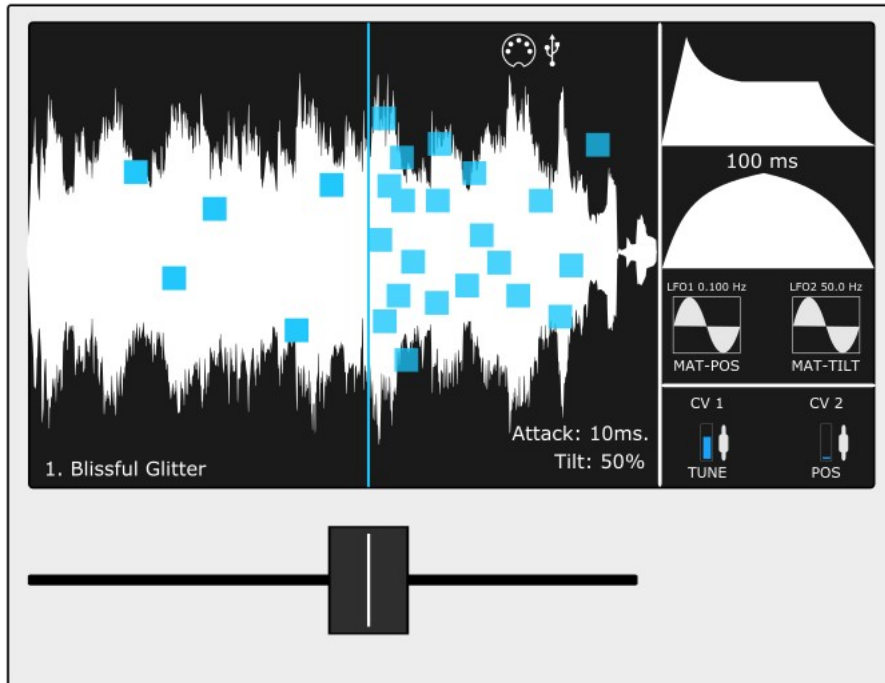 Attack: 10ms.
Tilt: 50%
1. Blissful Glitter
100 ms
LFO1 0.100 Hz
LFO2 50.0 Hz
MAT-POS
MAT-TILT
CV 1
CV 2
TUNE
POS